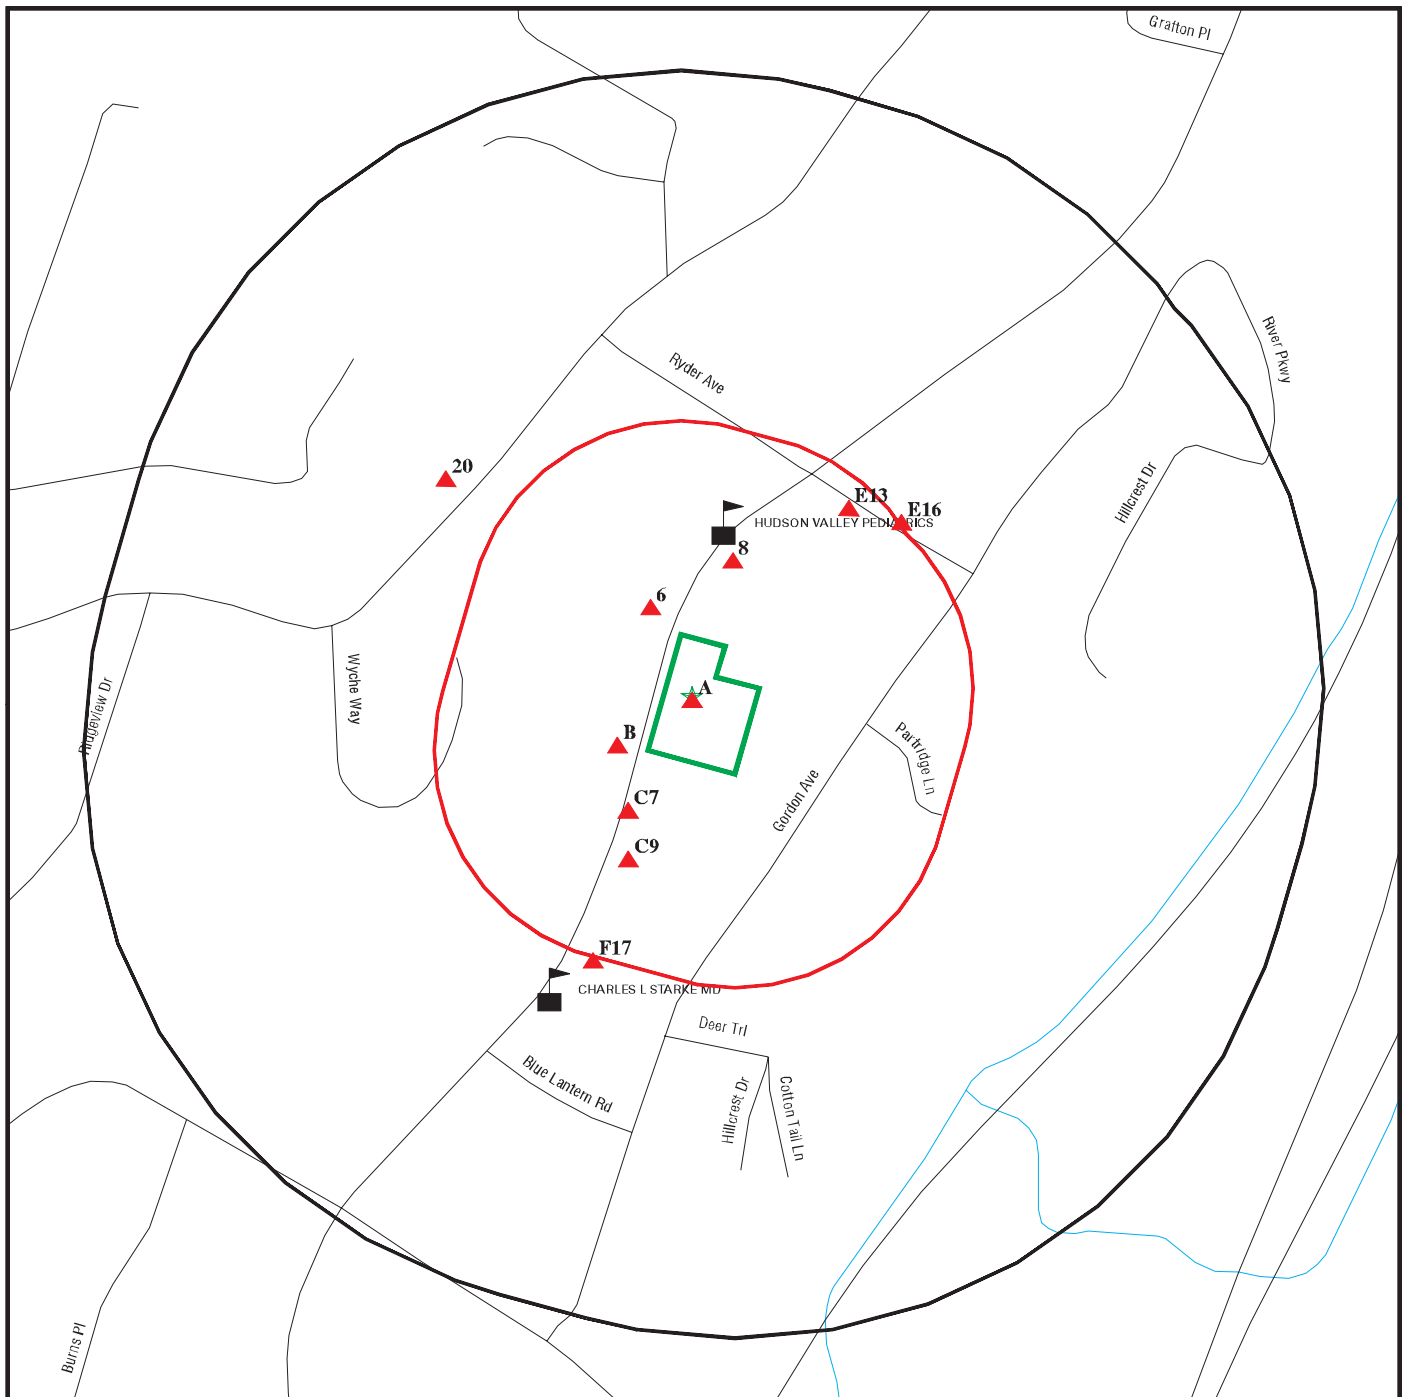 Grafton Pl
River Pkwy
Ryder Ave
20
Hillcrest Dr
E13
E16
HUDSON VALLEY PEDIATRICS
8
6
Wyche Way
Ridgeview Dr
A
B
Partridge Ln
Gordon Ave
C7
C9
F17
CHARLES L STARKE MD
Deer Trl
Blue Lantern Rd
Hillcrest Dr
Cotton Tail Ln
Burns Pl